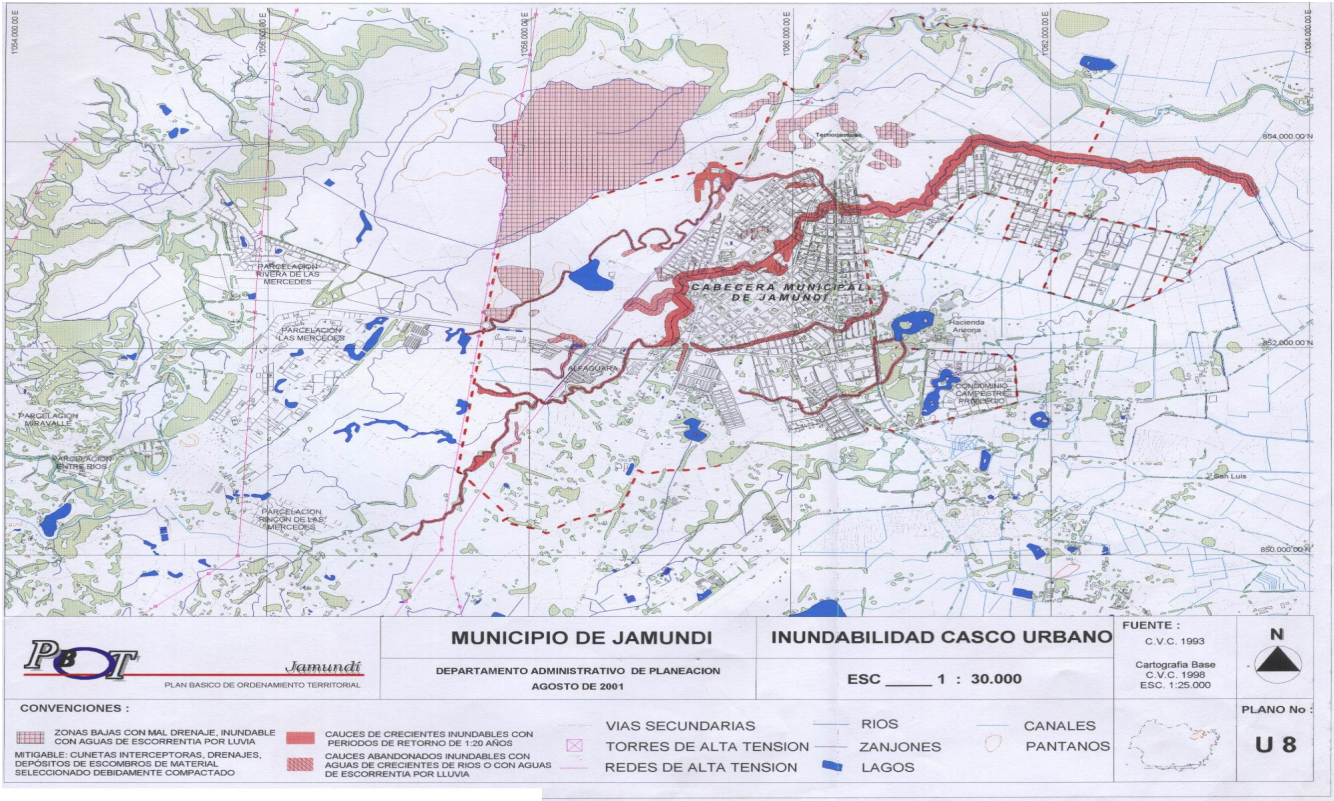 1'054.000.00 E
1'056.000.00 E
1'058.000.00 E
1'060.000.00 E
1'062.000.00 E
1'064.000.00 E
854.000.00 N
852.000.00 N
850.000.00 N
PARCELACION
RIVERA DE LAS
MERCEDES
PARCELACION
LAS MERCEDES
CABECERA MUNICIPAL
DE JAMUNDI
Hacienda
Arizona
ALFAGUARA
CONDOMINIO
CAMPESTRE
PARCELACION
MIRAVALLE
PARCELACION
ENTRE RIOS
San Luis
PARCELACION
RINCON DE LAS
MERCEDES
PBOT
Jamundí
PLAN BASICO DE ORDENAMIENTO TERRITORIAL
MUNICIPIO DE JAMUNDI
DEPARTAMENTO ADMINISTRATIVO DE PLANEACION
AGOSTO DE 2001
INUNDABILIDAD CASCO URBANO
ESC ____ 1 : 30.000
FUENTE :
C.V.C. 1993
Cartografia Base
C.V.C. 1998
ESC. 1:25.000
N
PLANO No :
U 8
CONVENCIONES :
ZONAS BAJAS CON MAL DRENAJE, INUNDABLE
CON AGUAS DE ESCORRENTIA POR LUVIA
MITIGABLE: CUNETAS INTERCEPTORAS, DRENAJES,
DEPÓSITOS DE ESCOMBROS DE MATERIAL
SELECCIONADO DEBIDAMENTE COMPACTADO
CAUCES DE CRECIENTES INUNDABLES CON
PERIODOS DE RETORNO DE 1:20 AÑOS
CAUCES ABANDONADOS INUNDABLES CON
AGUAS DE CRECIENTES DE RIOS O CON AGUAS
DE ESCORRENTIA POR LLUVIA
VIAS SECUNDARIAS
TORRES DE ALTA TENSION
REDES DE ALTA TENSION
RIOS
ZANJONES
LAGOS
CANALES
PANTANOS